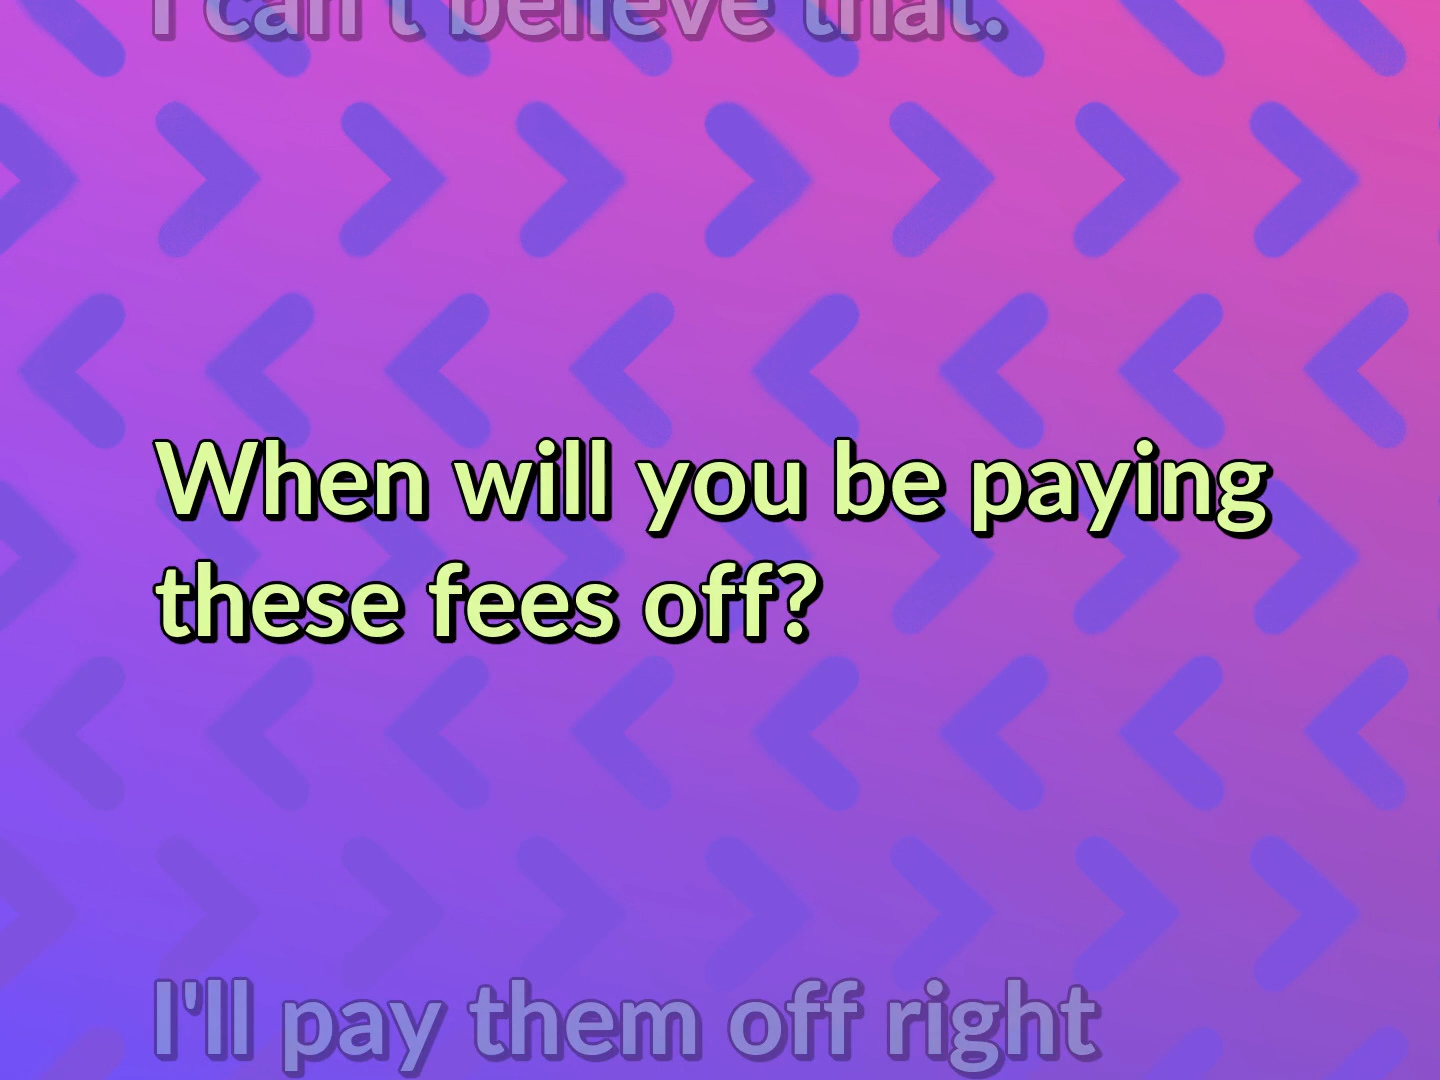 I can't believe that.
When will you be paying
these fees off?
I'll pay them off right